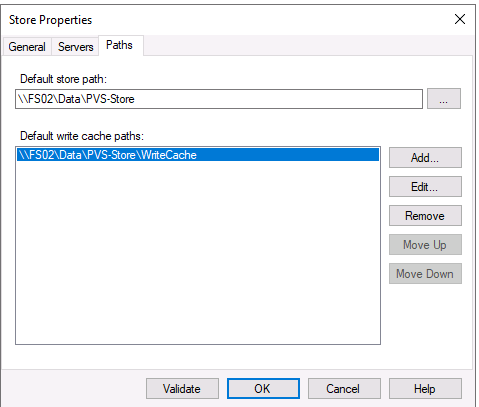 Store Properties
General Servers Paths
Default store path:
\\FS02\Data\PVS-Store
...
Default write cache paths:
\\FS02\Data\PVS-Store\WriteCache
Add...
Edit...
Remove
Move Up
Move Down
Validate OK Cancel Help